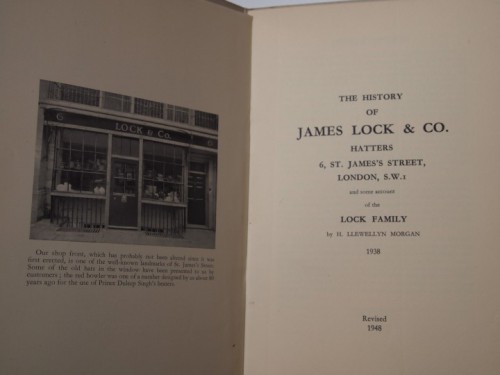 LOCK & Co.
Our shop front, which has probably not been altered since it was
first erected, is one of the well-known landmarks of St. James's Street.
Some of the old hats in the window have been presented to us by
customers; the red bowler was one of a number designed by us about 80
years ago for the use of Prince Duleep Singh's beaters.
THE HISTORY
OF
JAMES LOCK & CO.
HATTERS
6, ST. JAMES'S STREET,
LONDON, S.W.1
and some account
of the
LOCK FAMILY
by H. LLEWELLYN MORGAN
1938
Revised
1948